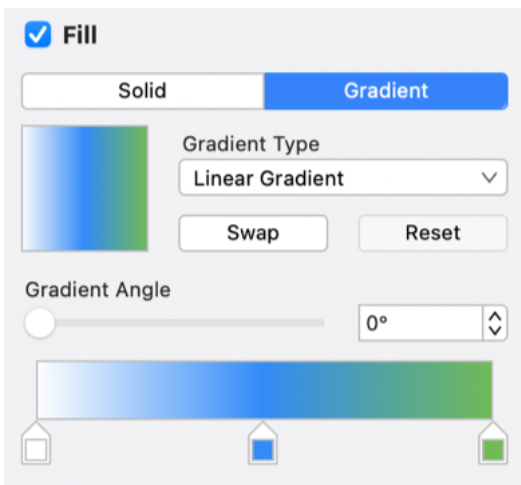 Fill
Solid Gradient
Gradient Type
Linear Gradient
Swap Reset
Gradient Angle
0°